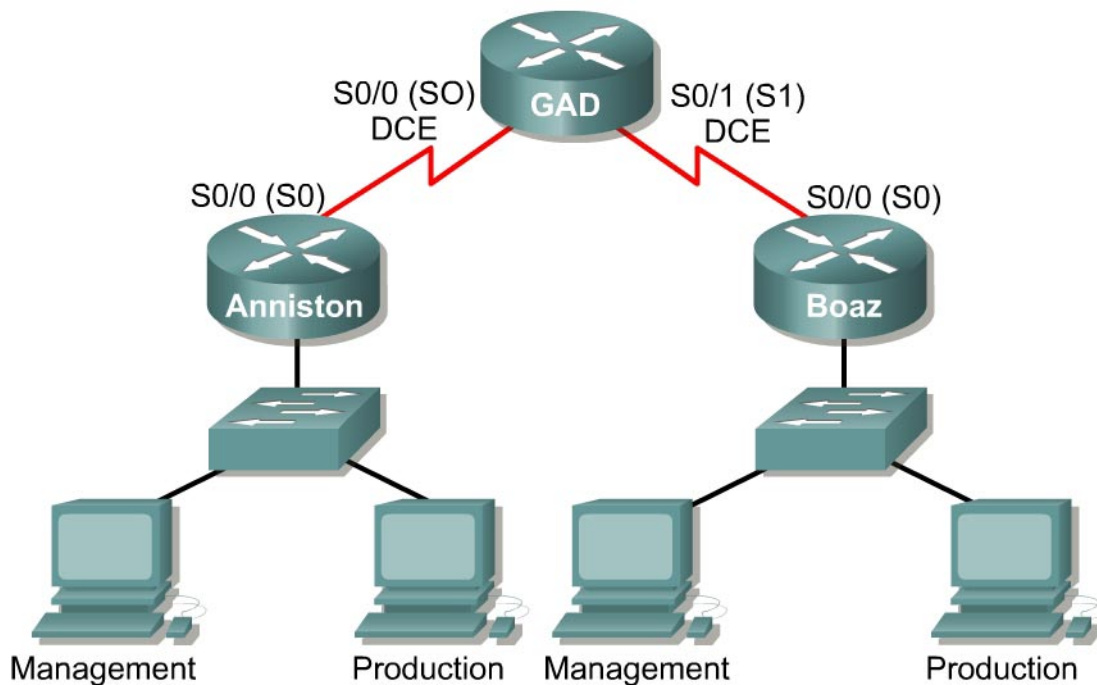 GAD
S0/0 (SO)
DCE
S0/1 (S1)
DCE
S0/0 (S0)
S0/0 (S0)
Anniston
Boaz
Management
Production
Management
Production